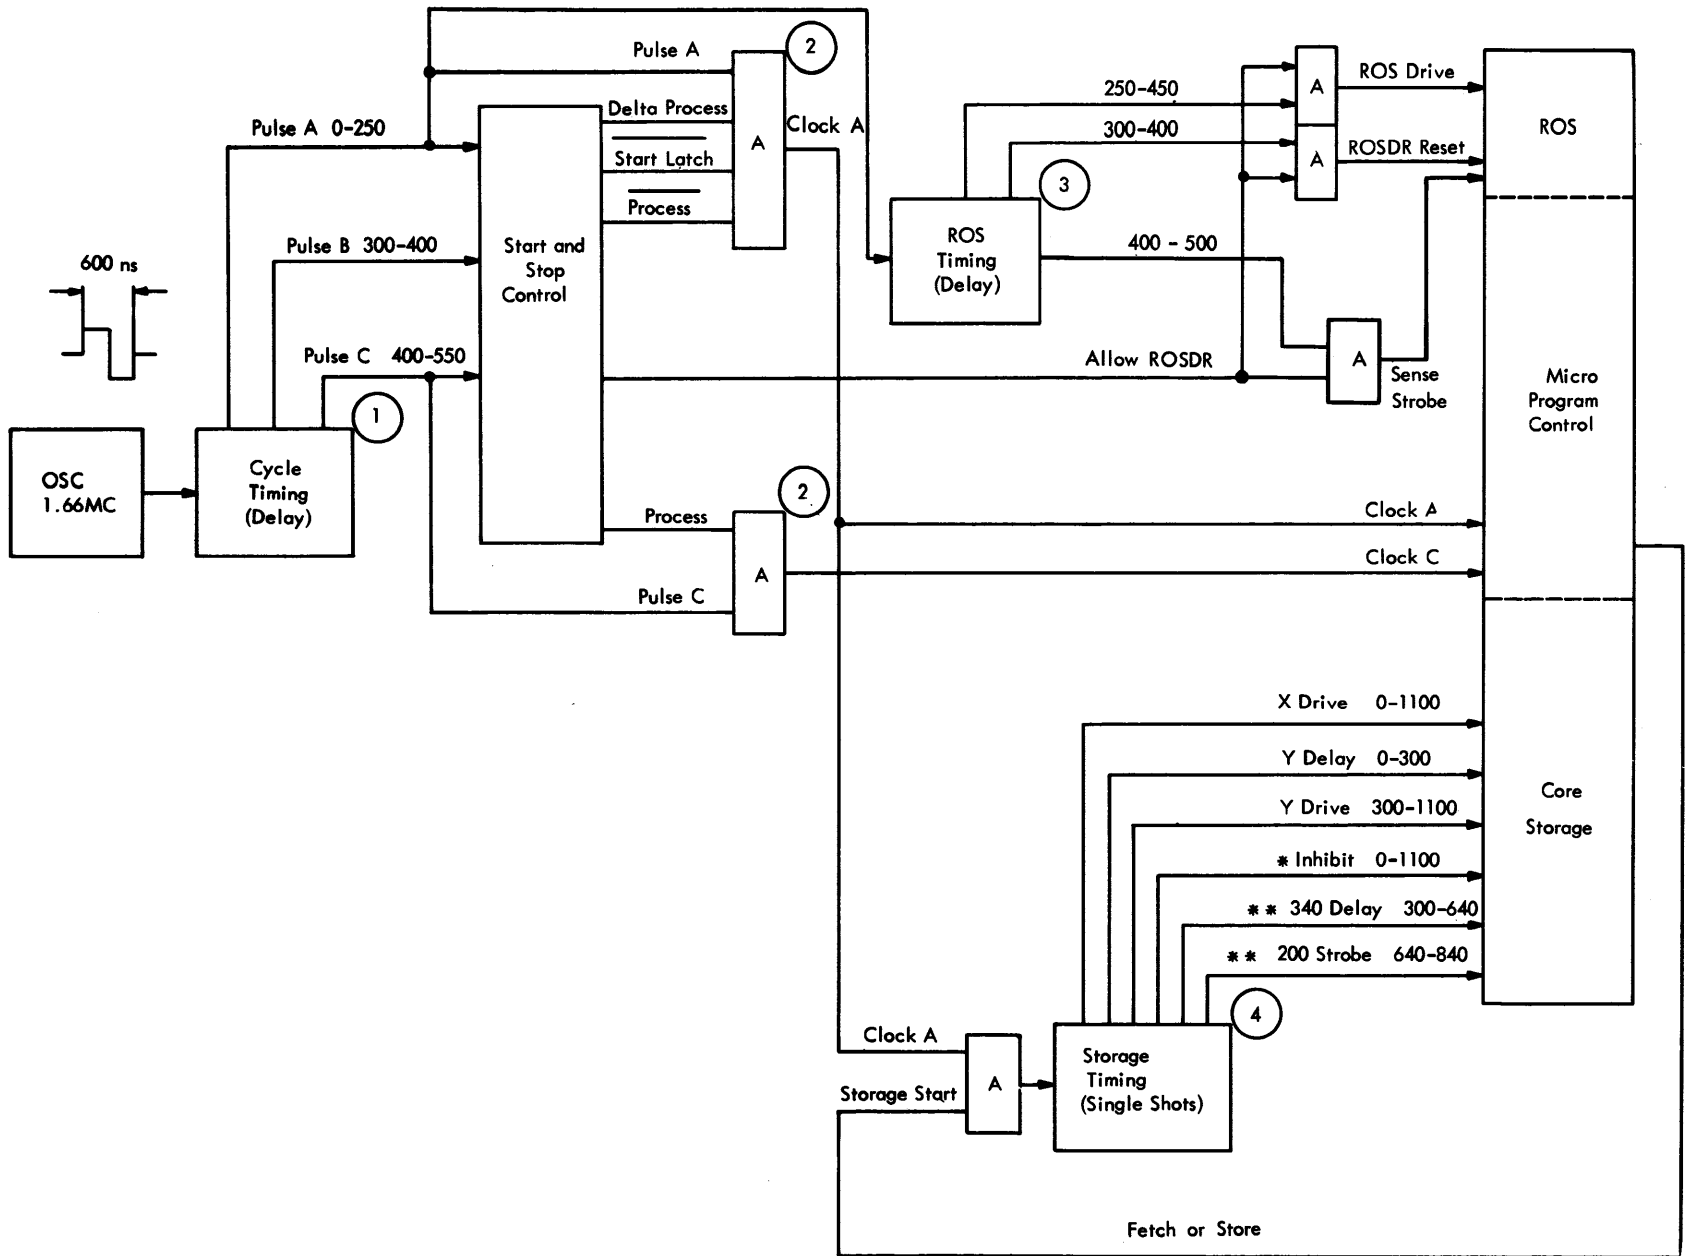 Pulse A
2
Delta Process
Clock A
Pulse A 0-250
Start Latch
Process
A
250-450
300-400
A
A
ROS Drive
ROSDR Reset
ROS
3
ROS
Timing
(Delay)
400 - 500
600 ns
Pulse B 300-400
Start and
Stop
Control
Pulse C 400-550
1
Allow ROSDR
A
Sense
Strobe
Micro
Program
Control
OSC
1.66MC
Cycle
Timing
(Delay)
2
Process
A
Pulse C
Clock A
Clock C
X Drive 0-1100
Y Delay 0-300
Y Drive 300-1100
* Inhibit 0-1100
** 340 Delay 300-640
** 200 Strobe 640-840
Core
Storage
4
Clock A
Storage Start
A
Storage
Timing
(Single Shots)
Fetch or Store